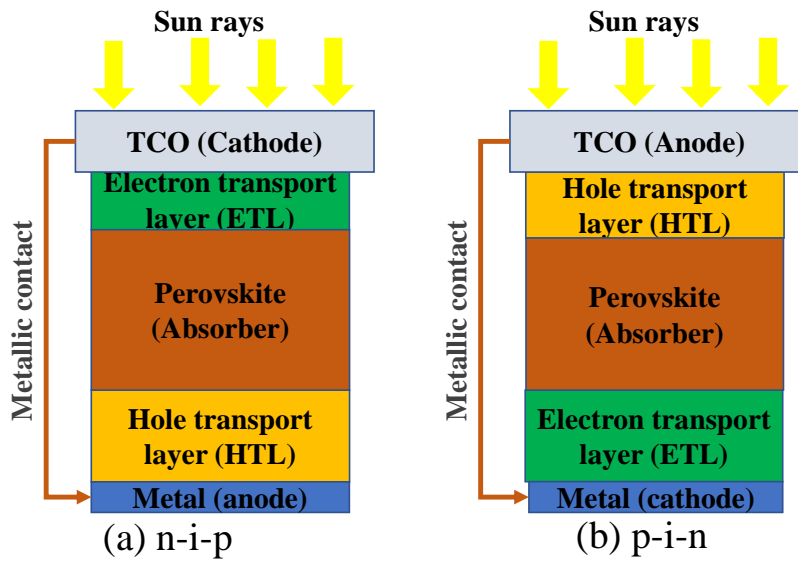 Sun rays
TCO (Cathode)
Electron transport
layer (ETL)
Perovskite
(Absorber)
Hole transport
layer (HTL)
Metal (anode)
Metallic contact
(a) n-i-p
Sun rays
TCO (Anode)
Hole transport
layer (HTL)
Perovskite
(Absorber)
Electron transport
layer (ETL)
Metal (cathode)
Metallic contact
(b) p-i-n